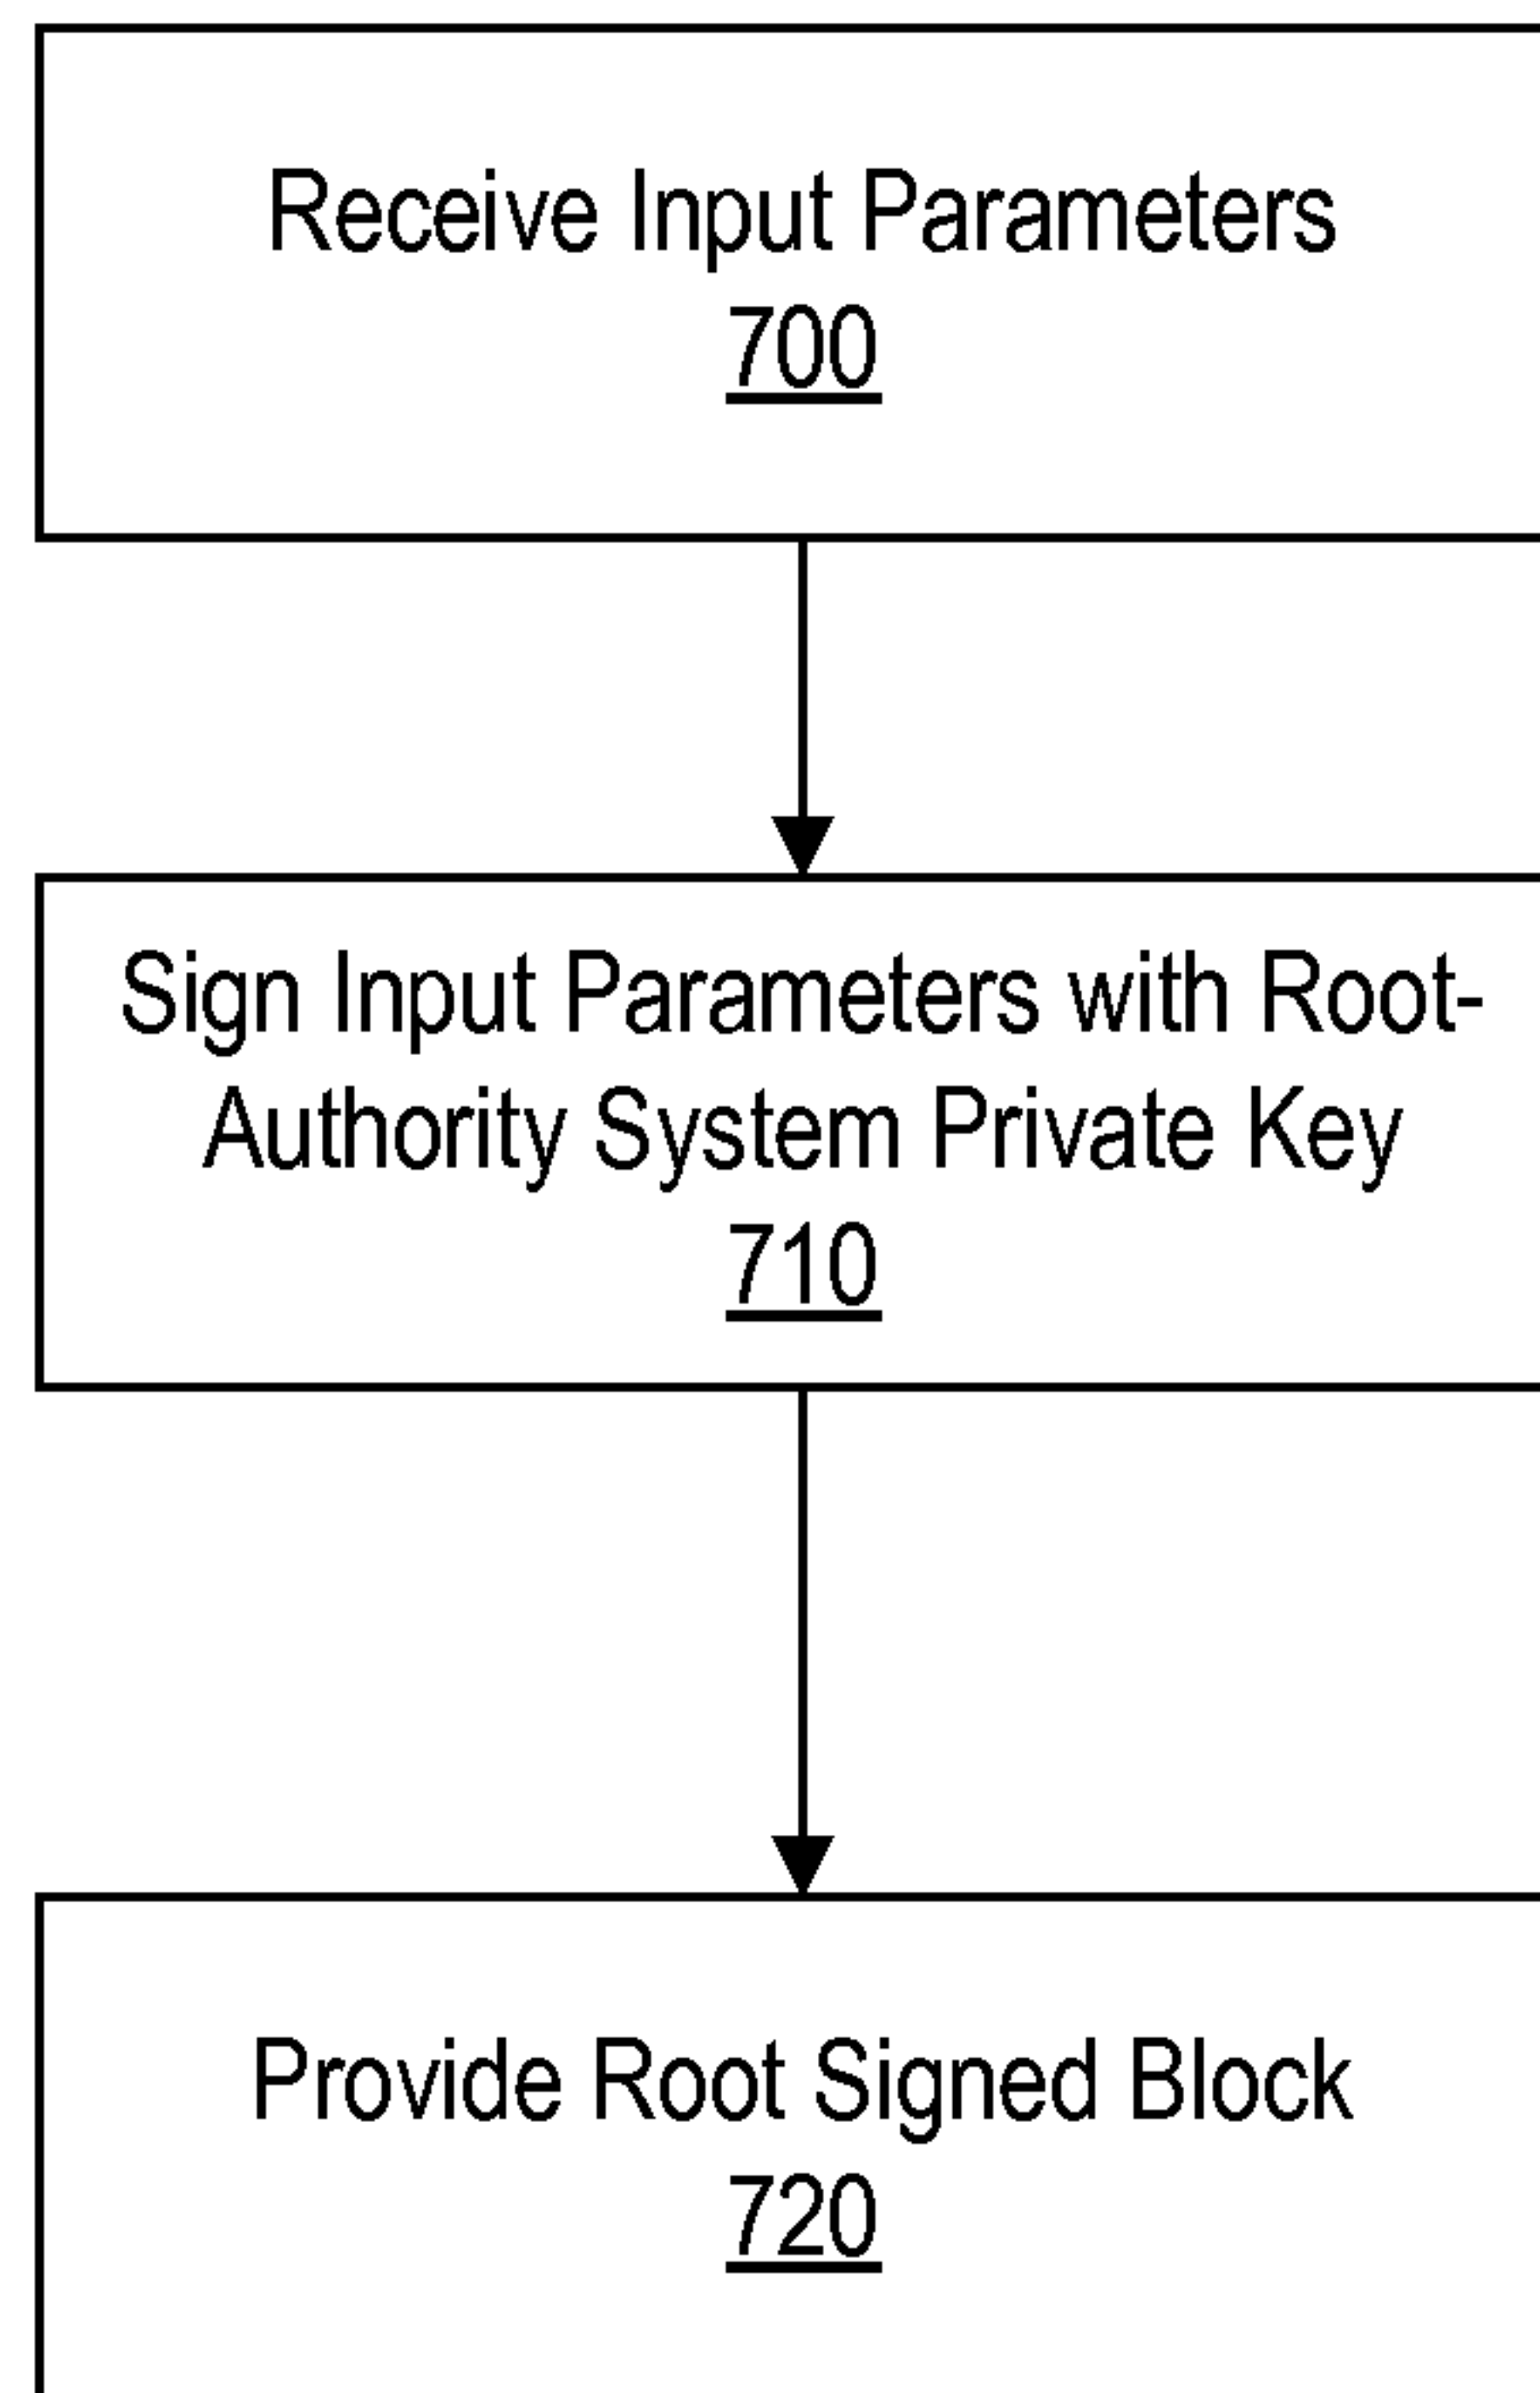 Receive Input Parameters
700
Sign Input Parameters with Root-
Authority System Private Key
710
Provide Root Signed Block
720